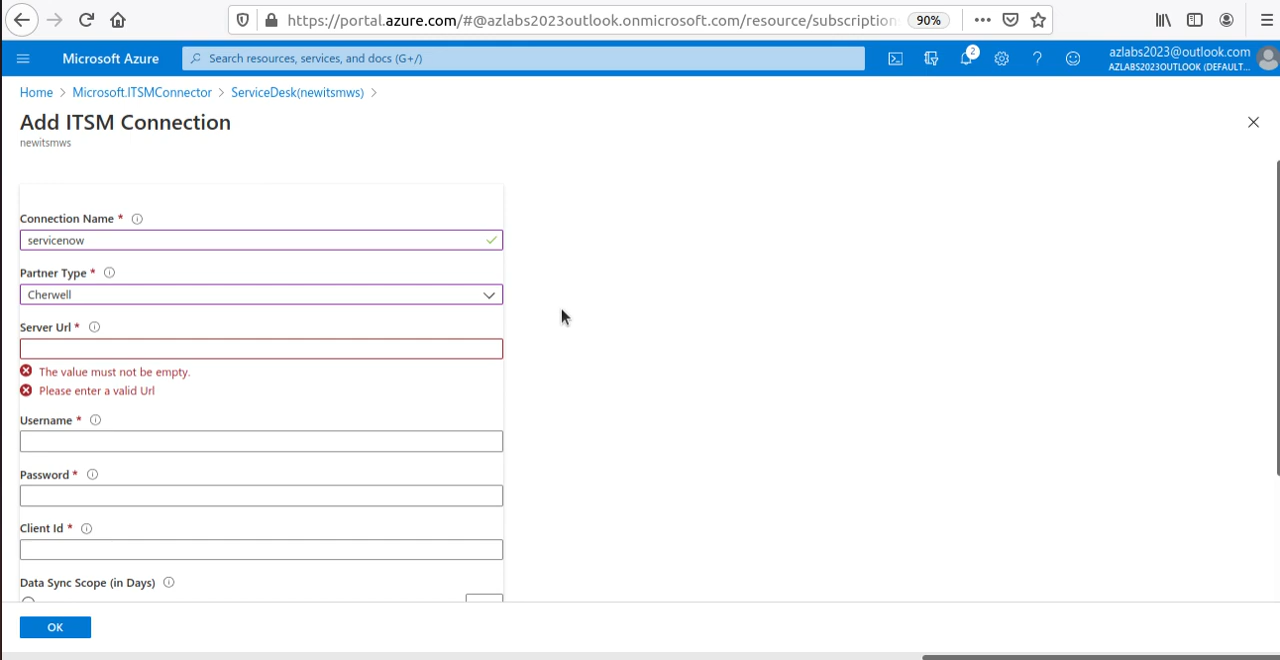 https://portal.azure.com/#@azlabs2023outlook.onmicrosoft.com/resource/subscription 90%
Microsoft Azure Search resources, services, and docs (G+/) 2 azlabs2023@outlook.com
AZLABS2023OUTLOOK (DEFAULT...
Home > Microsoft.ITSMConnector > ServiceDesk(newitsmws) >
Add ITSM Connection
newitsmws
Connection Name *
servicenow
Partner Type *
Cherwell
Server Url *
The value must not be empty.
Please enter a valid Url
Username *
Password *
Client Id *
Data Sync Scope (in Days)
OK